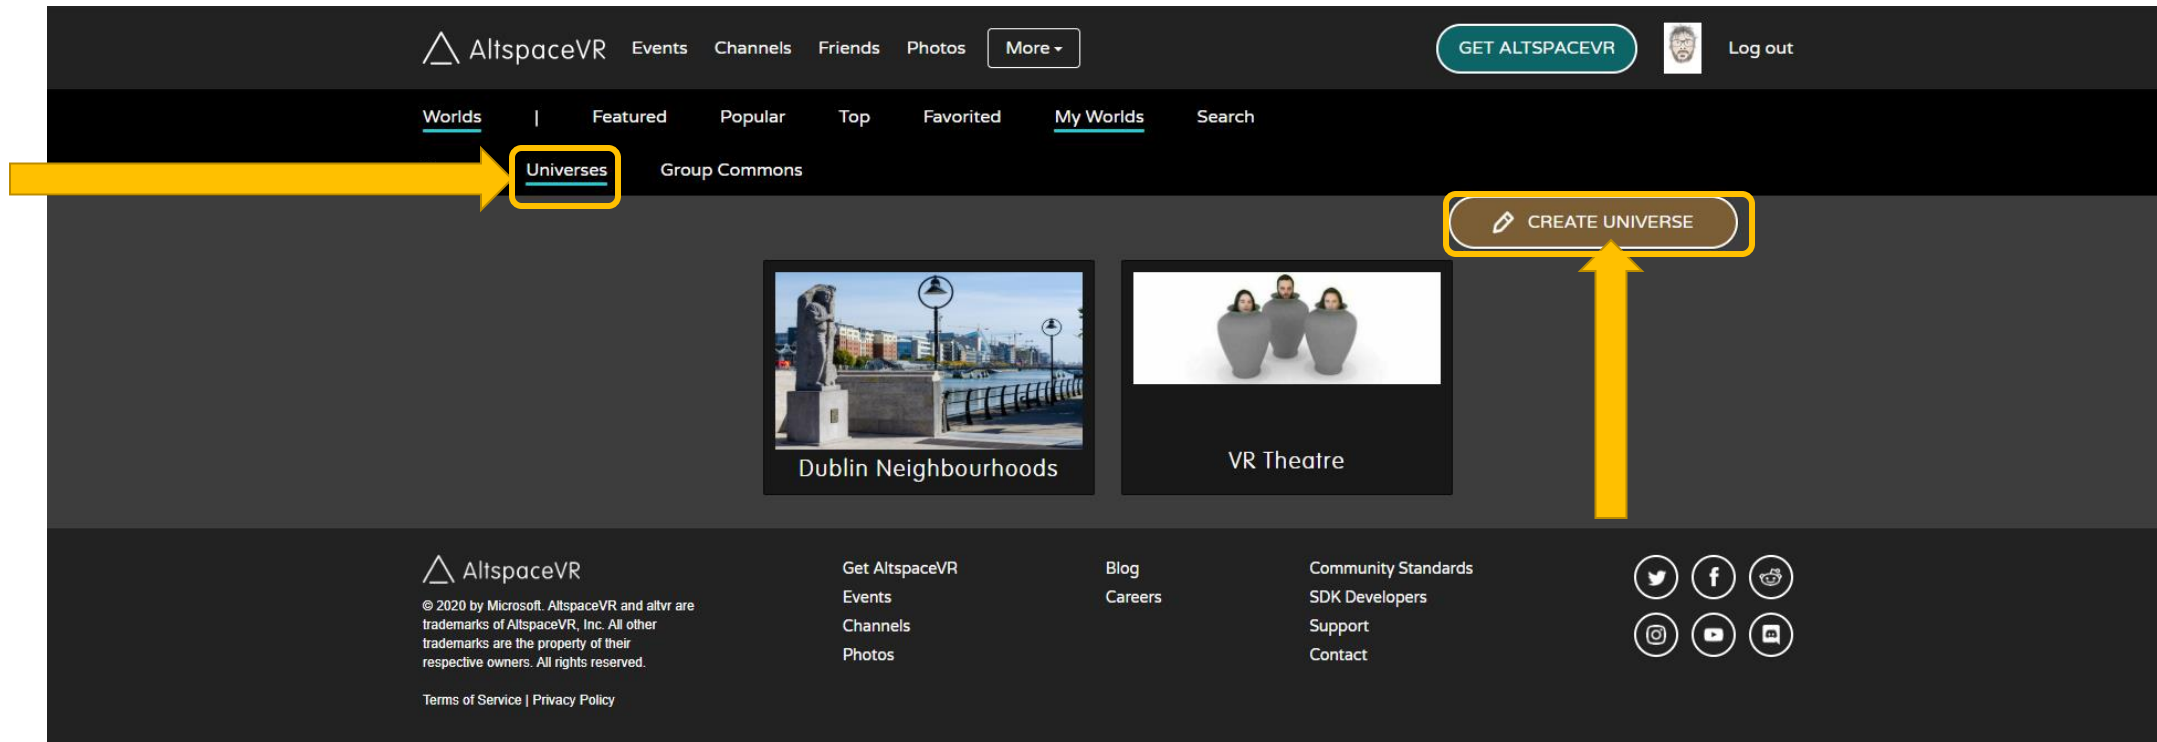 AltspaceVR Events Channels Friends Photos More GET ALTSPACEVR Log out
Worlds | Featured Popular Top Favorited My Worlds Search
Universes Group Commons
CREATE UNIVERSE
Dublin Neighbourhoods
VR Theatre
AltspaceVR
© 2020 by Microsoft. AltspaceVR and altvr are
trademarks of AltspaceVR, Inc. All other
trademarks are the property of their
respective owners. All rights reserved.
Terms of Service | Privacy Policy
Get AltspaceVR
Events
Channels
Photos
Blog
Careers
Community Standards
SDK Developers
Support
Contact